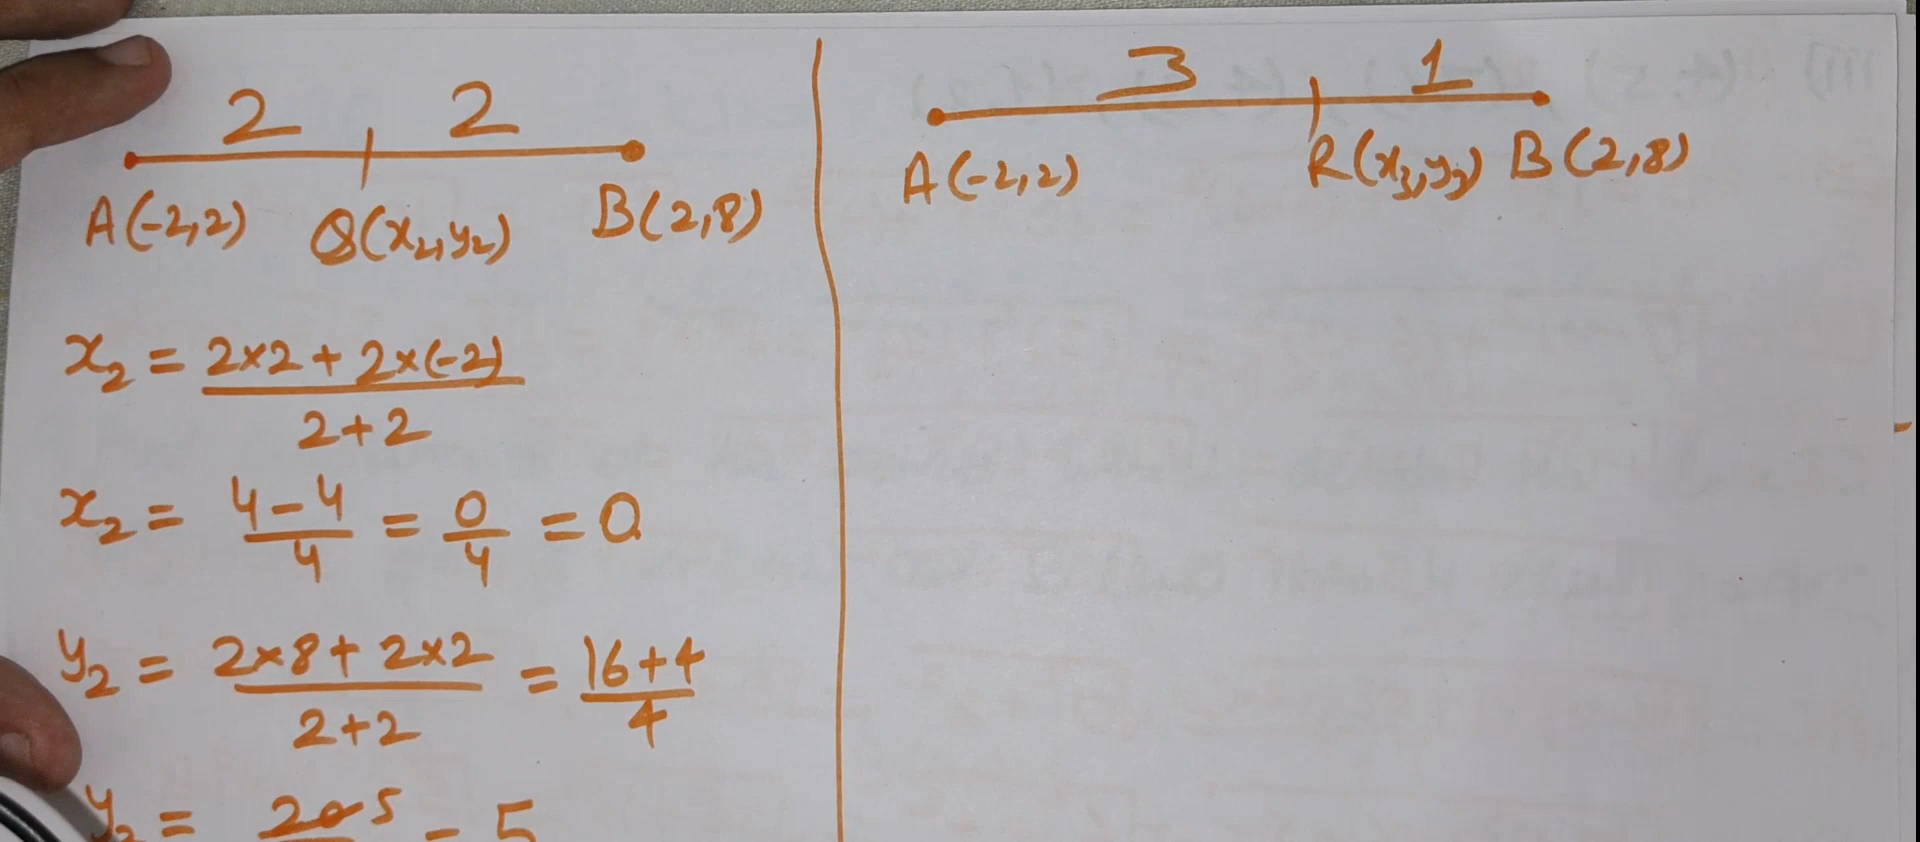 2 2
A(-2,2) Q(x₂,y₂) B(2,8)
x₂ = 2×2 + 2×(-2) / 2+2
x₂ = 4-4 / 4 = 0 / 4 = 0
y₂ = 2×8 + 2×2 / 2+2 = 16+4 / 4
y₂ = 20 5 = 5
3 1
A(-2,2) R(x₃,y₃) B(2,8)